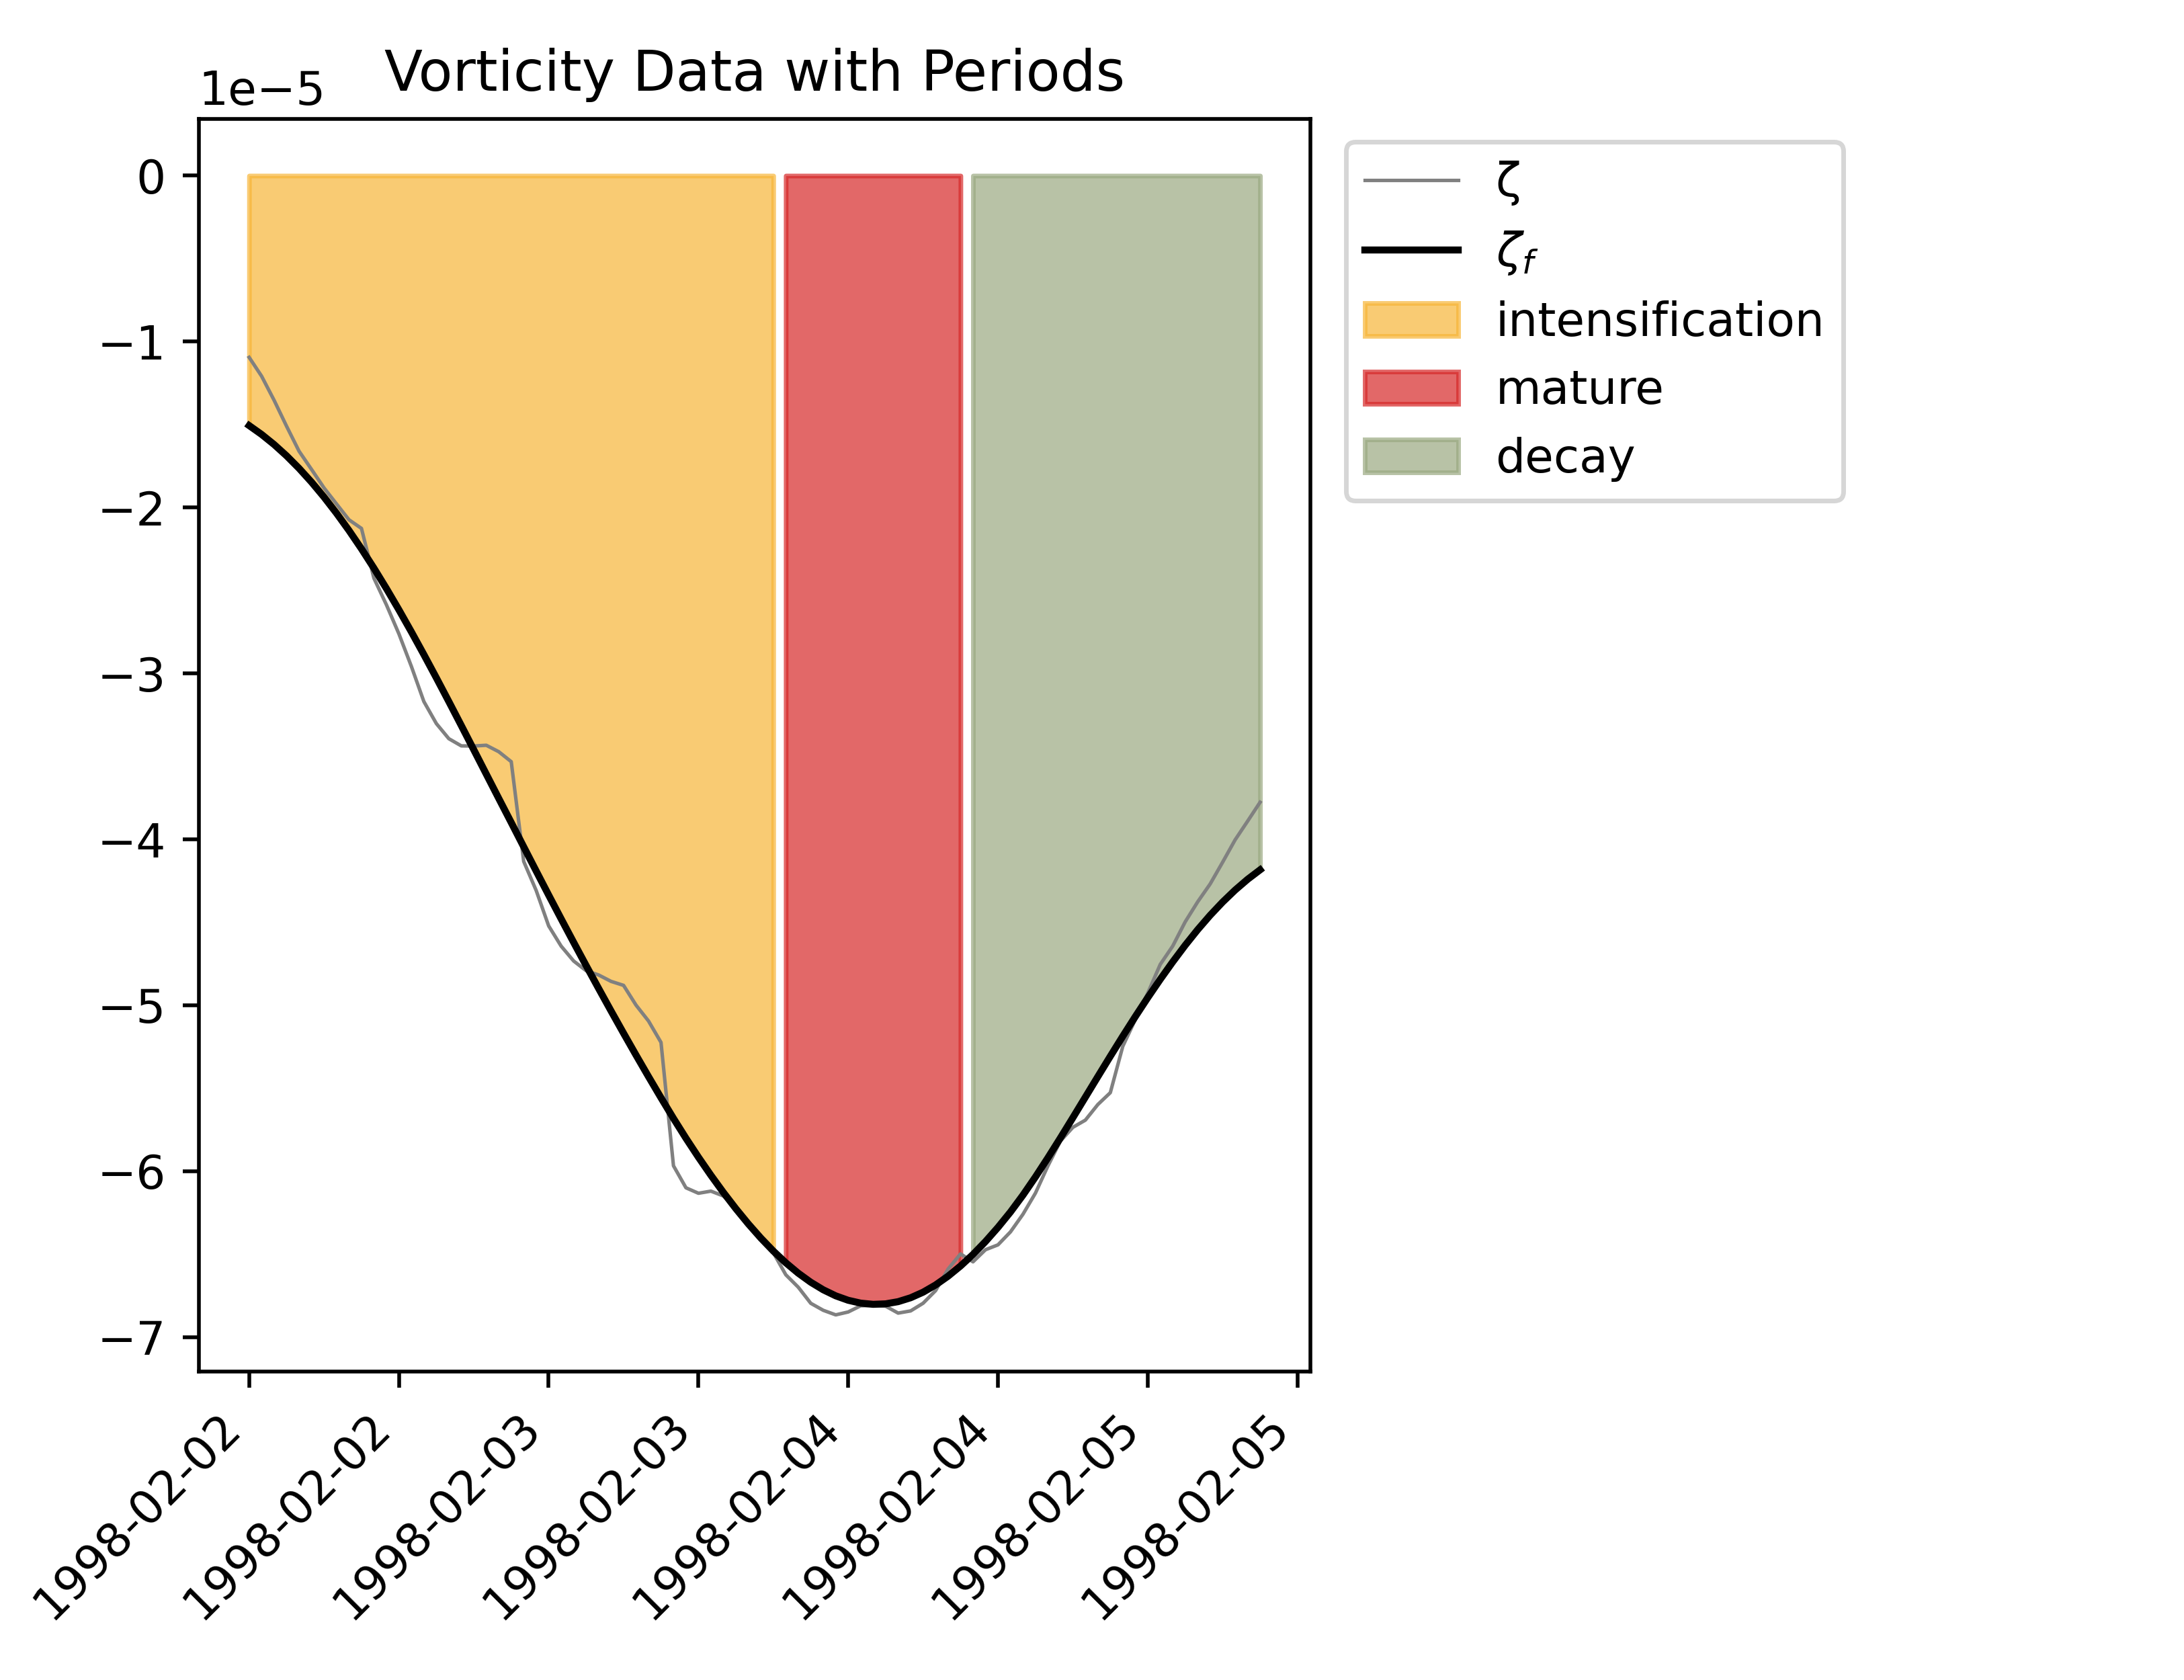 Vorticity Data with Periods
1e−5
0
−1
−2
−3
−4
−5
−6
−7
1998-02-02
1998-02-02
1998-02-03
1998-02-03
1998-02-04
1998-02-04
1998-02-05
1998-02-05
ζ
ζf
intensification
mature
decay